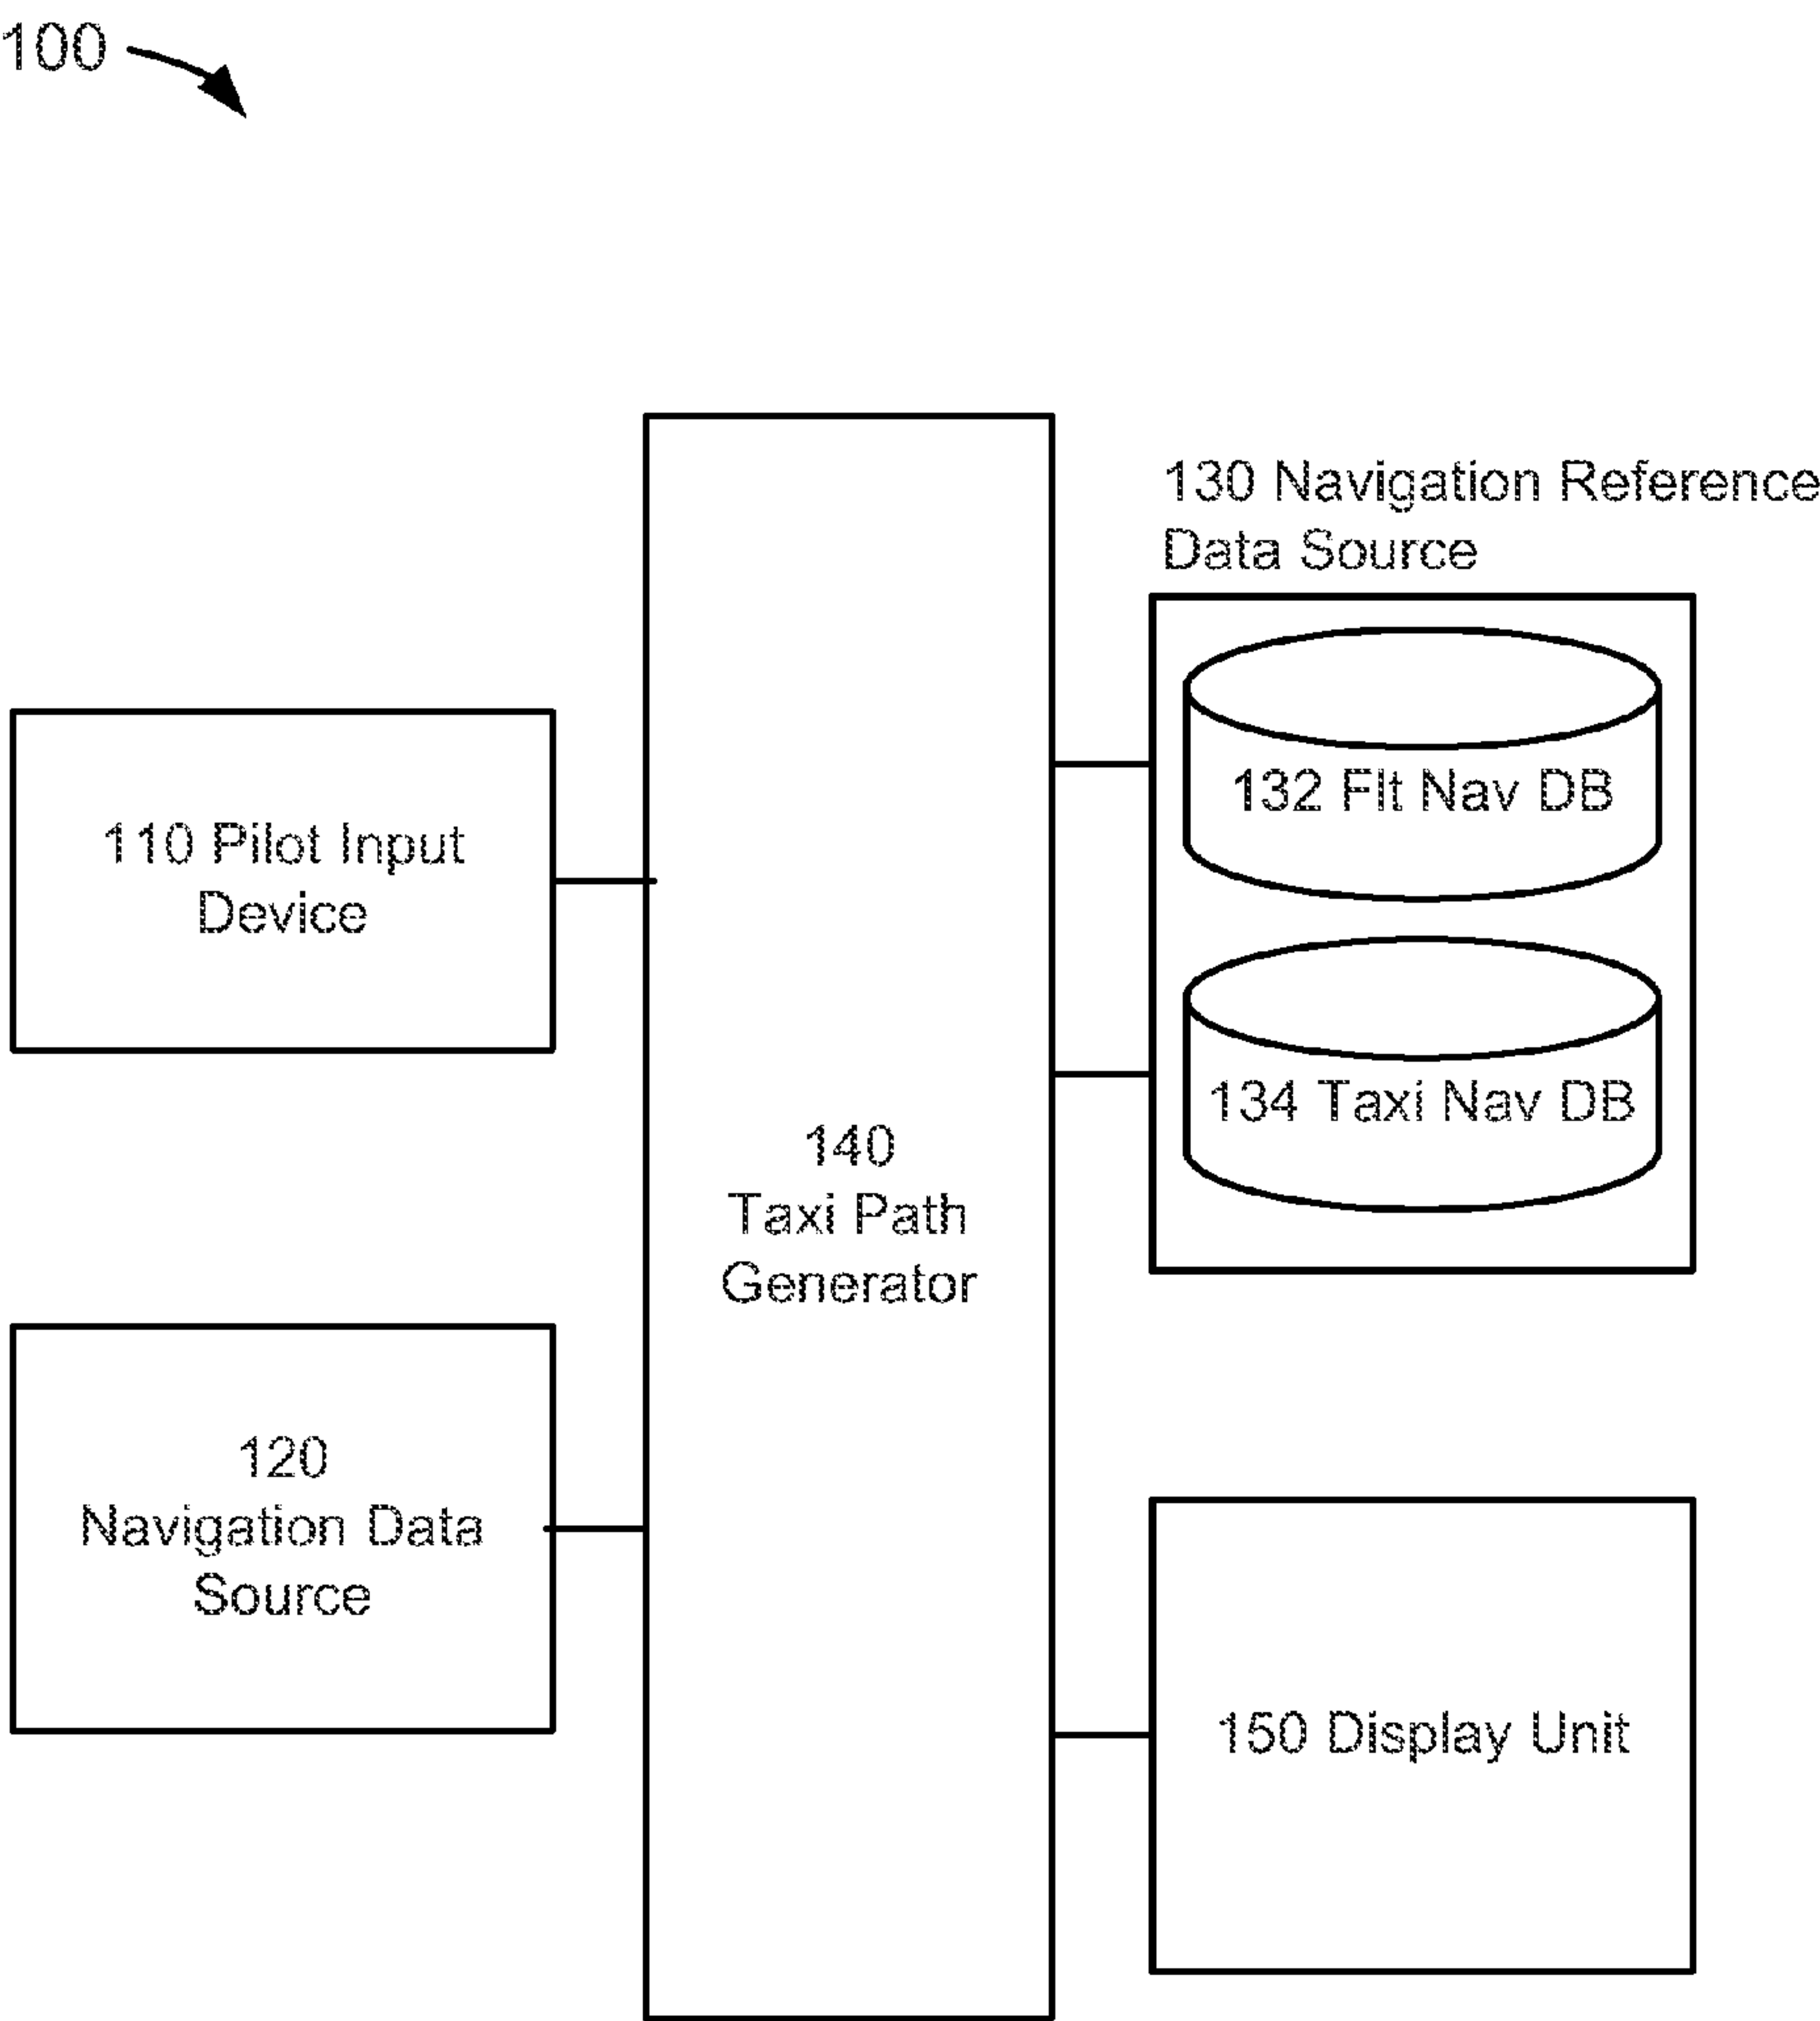 100
130 Navigation Reference
Data Source
132 Flt Nav DB
110 Pilot Input
Device
134 Taxi Nav DB
140
Taxi Path
Generator
120
Navigation Data
Source
150 Display Unit